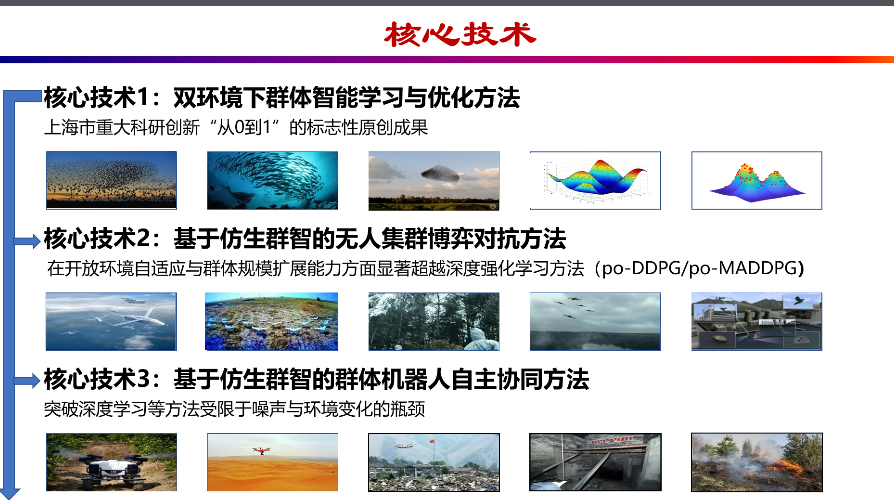 核心技术
核心技术1：双环境下群体智能学习与优化方法
上海市重大科研创新“从0到1”的标志性原创成果
核心技术2：基于仿生群智的无人集群博弈对抗方法
在开放环境自适应与群体规模扩展能力方面显著超越深度强化学习方法（po-DDPG/po-MADDPG)
核心技术3：基于仿生群智的群体机器人自主协同方法
突破深度学习等方法受限于噪声与环境变化的瓶颈